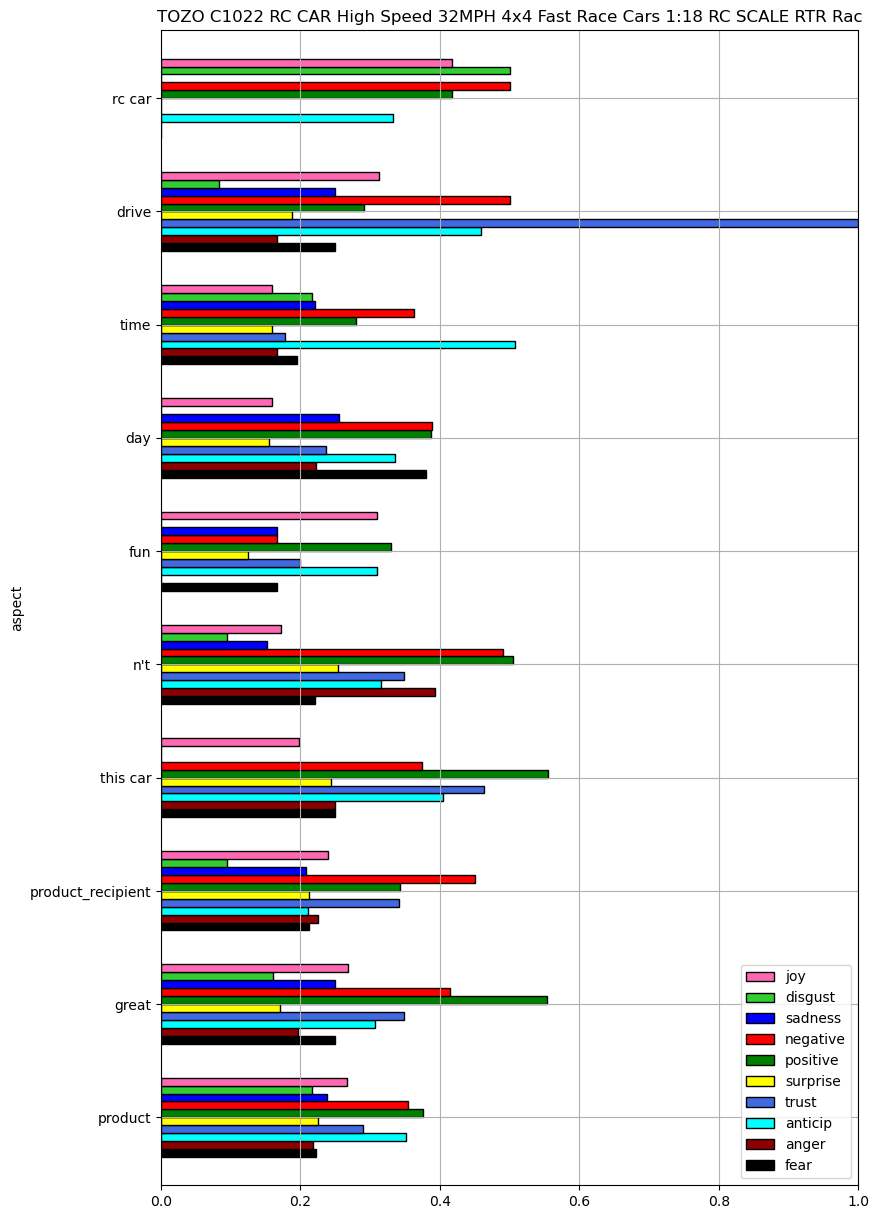 TOZO C1022 RC CAR High Speed 32MPH 4x4 Fast Race Cars 1:18 RC SCALE RTR Rac
rc car
drive
time
day
fun
n't
this car
product_recipient
great
product
aspect
joy
disgust
sadness
negative
positive
surprise
trust
anticip
anger
fear
0.0 0.2 0.4 0.6 0.8 1.0